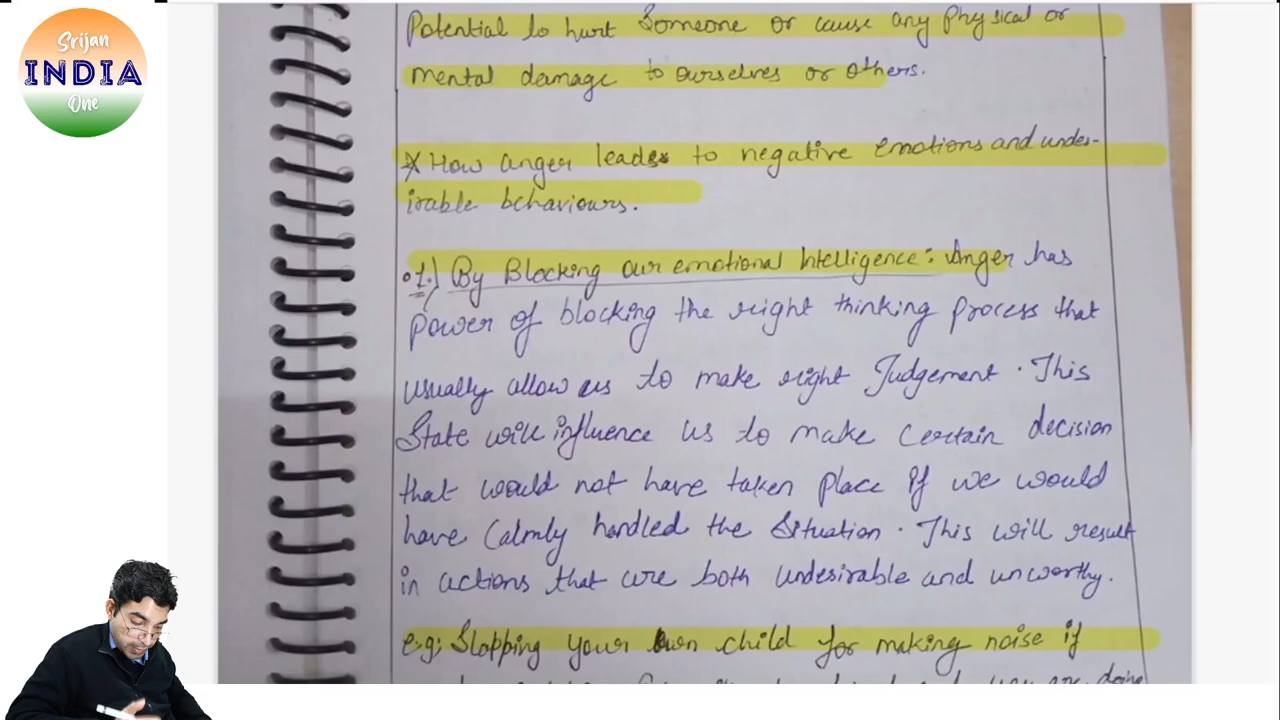 Srijan
INDIA
One
Potential to hurt Someone or cause any physical or
mental damage to ourselves or others.
* How anger leads to negative emotions and undes-
irable behaviours.
1.) By Blocking our emotional Intelligence: Anger has
power of blocking the right thinking process that
usually allow us to make right Judgement. This
State will influence us to make certain decision
that would not have taken place if we would
have Calmly handled the Situation. This will result
in actions that are both undesirable and unworthy.
e.g: Slapping your own child for making noise if
you are doing